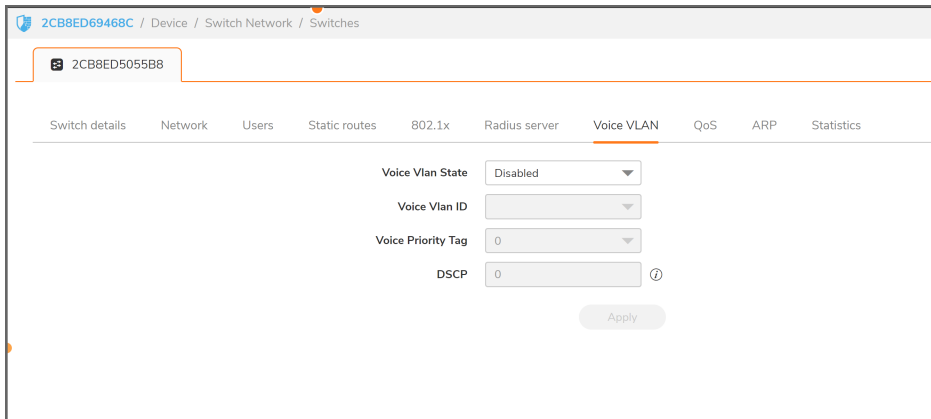 2CB8ED69468C / Device / Switch Network / Switches
2CB8ED5055B8
Switch details Network Users Static routes 802.1x Radius server Voice VLAN QoS ARP Statistics
Voice Vlan State Disabled
Voice Vlan ID
Voice Priority Tag 0
DSCP 0 i
Apply